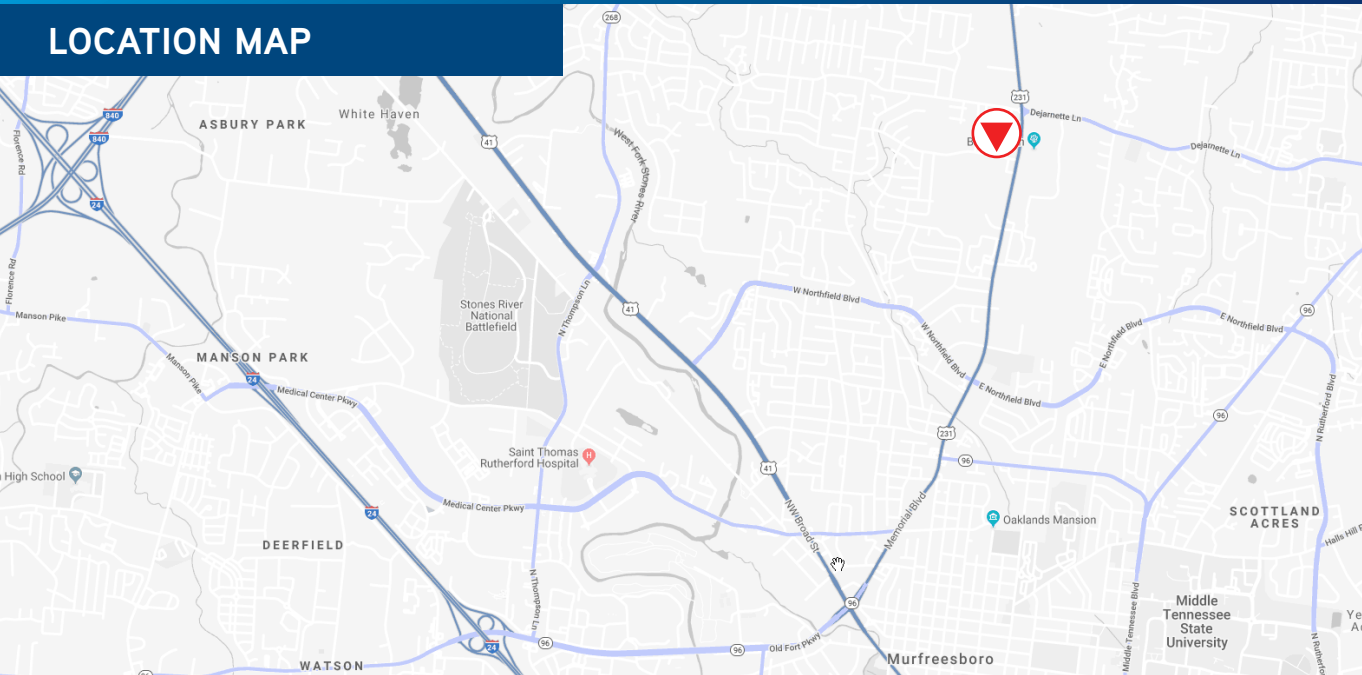 LOCATION MAP
268
840
White Haven
ASBURY PARK
231
Dejarnette Ln
840
41
West Fork Stones River
Florence Rd
Dejarnette Ln
24
Florence Rd
N Thompson Ln
W Northfield Blvd
Stones River
National
Battlefield
41
96
Manson Pike
E Northfield Blvd
W Northfield Blvd
E Northfield Blvd
MANSON PARK
Manson Pike
24
Medical Center Pkwy
E Northfield Blvd
N Rutherford Blvd
96
231
Saint Thomas
Rutherford Hospital
H
41
96
High School
Medical Center Pkwy
24
NW Broad St
Memorial Blvd
Oaklands Mansion
SCOTTLAND
ACRES
Halls Hill
DEERFIELD
N Thompson Ln
96
Middle
Tennessee
State
University
Middle Tennessee Blvd
24
96
96
Old Fort Pkwy
Murfreesboro
WATSON
N Rutherfo